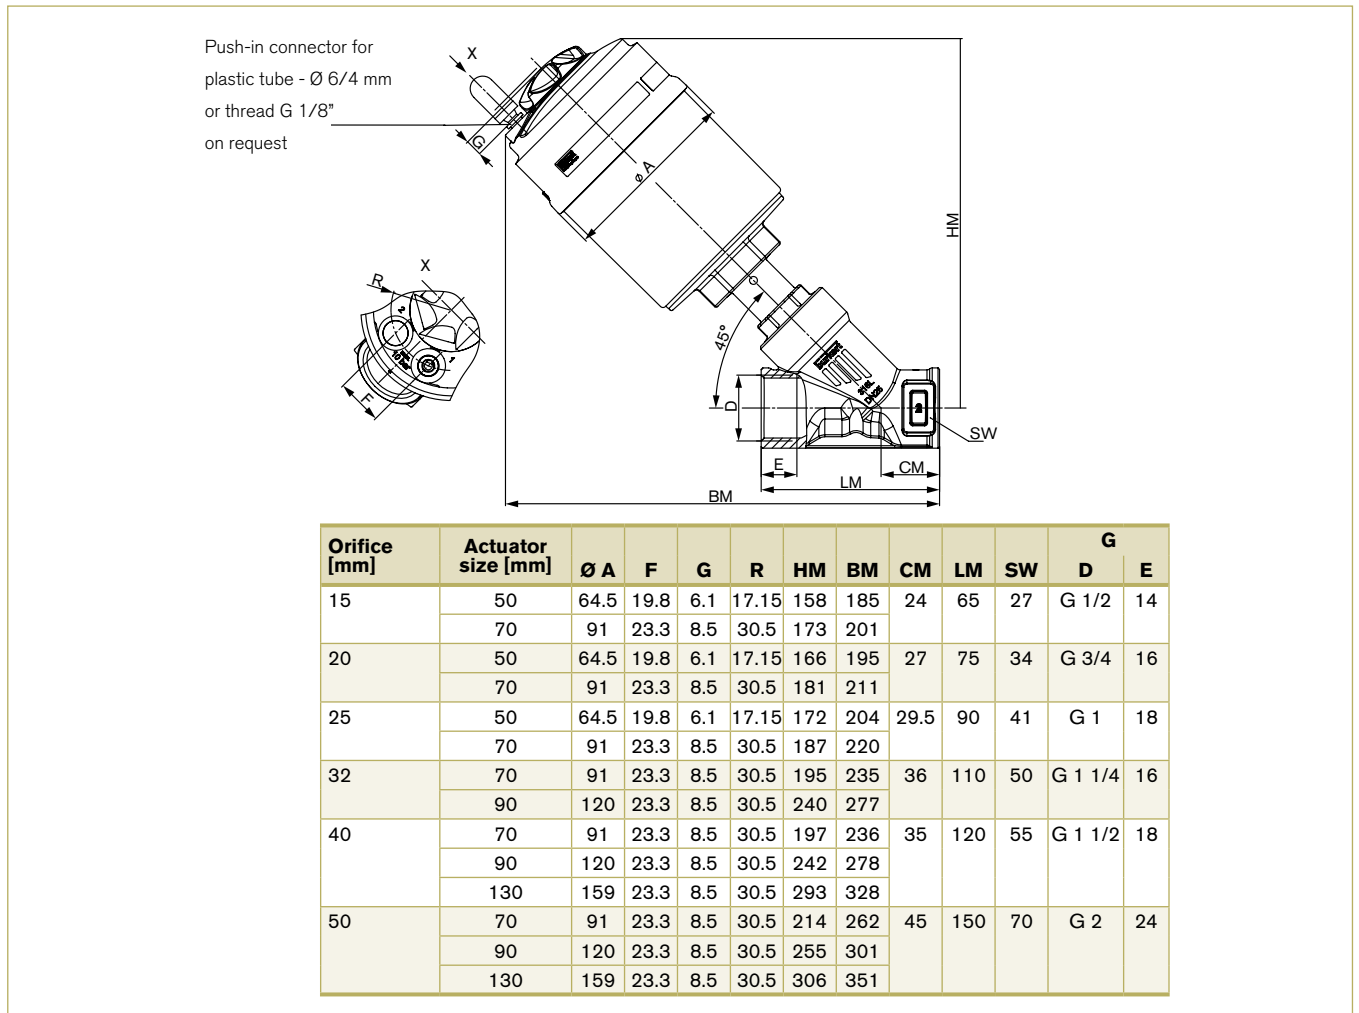 Push-in connector for
plastic tube - Ø 6/4 mm
or thread G 1/8”
on request
X
G
ø A
HM
X
R
2
1
10 bar
F
45°
burkert
316L
DN25
D
SW
E
CM
LM
BM
G
Orifice [mm] Actuator size [mm] Ø A F G R HM BM CM LM SW D E
15 50 64.5 19.8 6.1 17.15 158 185 24 65 27 G 1/2 14
70 91 23.3 8.5 30.5 173 201
20 50 64.5 19.8 6.1 17.15 166 195 27 75 34 G 3/4 16
70 91 23.3 8.5 30.5 181 211
25 50 64.5 19.8 6.1 17.15 172 204 29.5 90 41 G 1 18
70 91 23.3 8.5 30.5 187 220
32 70 91 23.3 8.5 30.5 195 235 36 110 50 G 1 1/4 16
90 120 23.3 8.5 30.5 240 277
40 70 91 23.3 8.5 30.5 197 236 35 120 55 G 1 1/2 18
90 120 23.3 8.5 30.5 242 278
130 159 23.3 8.5 30.5 293 328
50 70 91 23.3 8.5 30.5 214 262 45 150 70 G 2 24
90 120 23.3 8.5 30.5 255 301
130 159 23.3 8.5 30.5 306 351